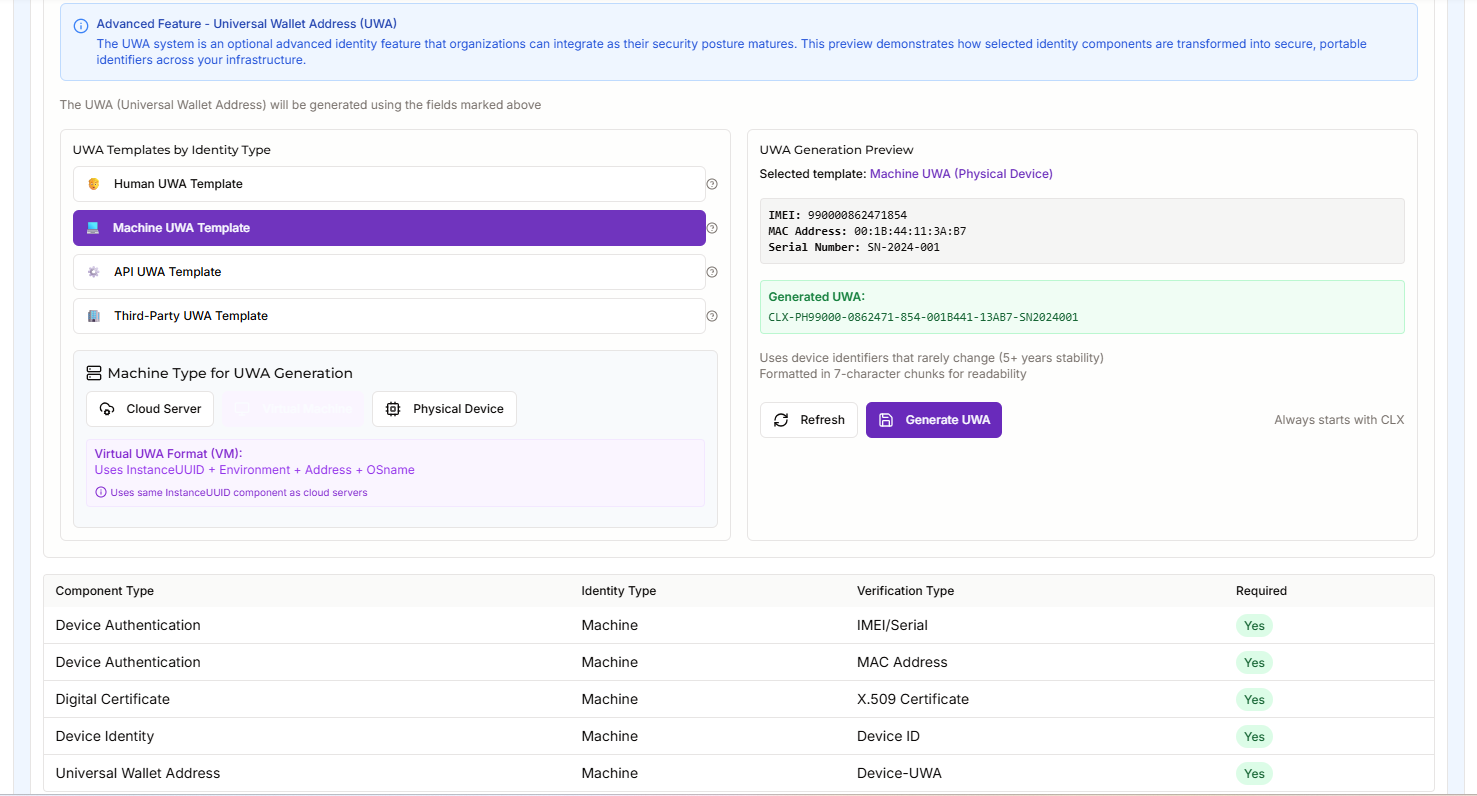 Advanced Feature - Universal Wallet Address (UWA)
The UWA system is an optional advanced identity feature that organizations can integrate as their security posture matures. This preview demonstrates how selected identity components are transformed into secure, portable
identifiers across your infrastructure.
The UWA (Universal Wallet Address) will be generated using the fields marked above
UWA Templates by Identity Type
Human UWA Template
Machine UWA Template
API UWA Template
Third-Party UWA Template
Machine Type for UWA Generation
Cloud Server
Physical Device
Virtual UWA Format (VM):
Uses InstanceUUID + Environment + Address + OSname
Uses same InstanceUUID component as cloud servers
UWA Generation Preview
Selected template: Machine UWA (Physical Device)
IMEI: 990000862471854
MAC Address: 00:1B:44:11:3A:B7
Serial Number: SN-2024-001
Generated UWA:
CLX-PH99000-0862471-854-001B441-13AB7-SN2024001
Uses device identifiers that rarely change (5+ years stability)
Formatted in 7-character chunks for readability
Refresh
Generate UWA
Always starts with CLX
Component Type Identity Type Verification Type Required
Device Authentication Machine IMEI/Serial Yes
Device Authentication Machine MAC Address Yes
Digital Certificate Machine X.509 Certificate Yes
Device Identity Machine Device ID Yes
Universal Wallet Address Machine Device-UWA Yes